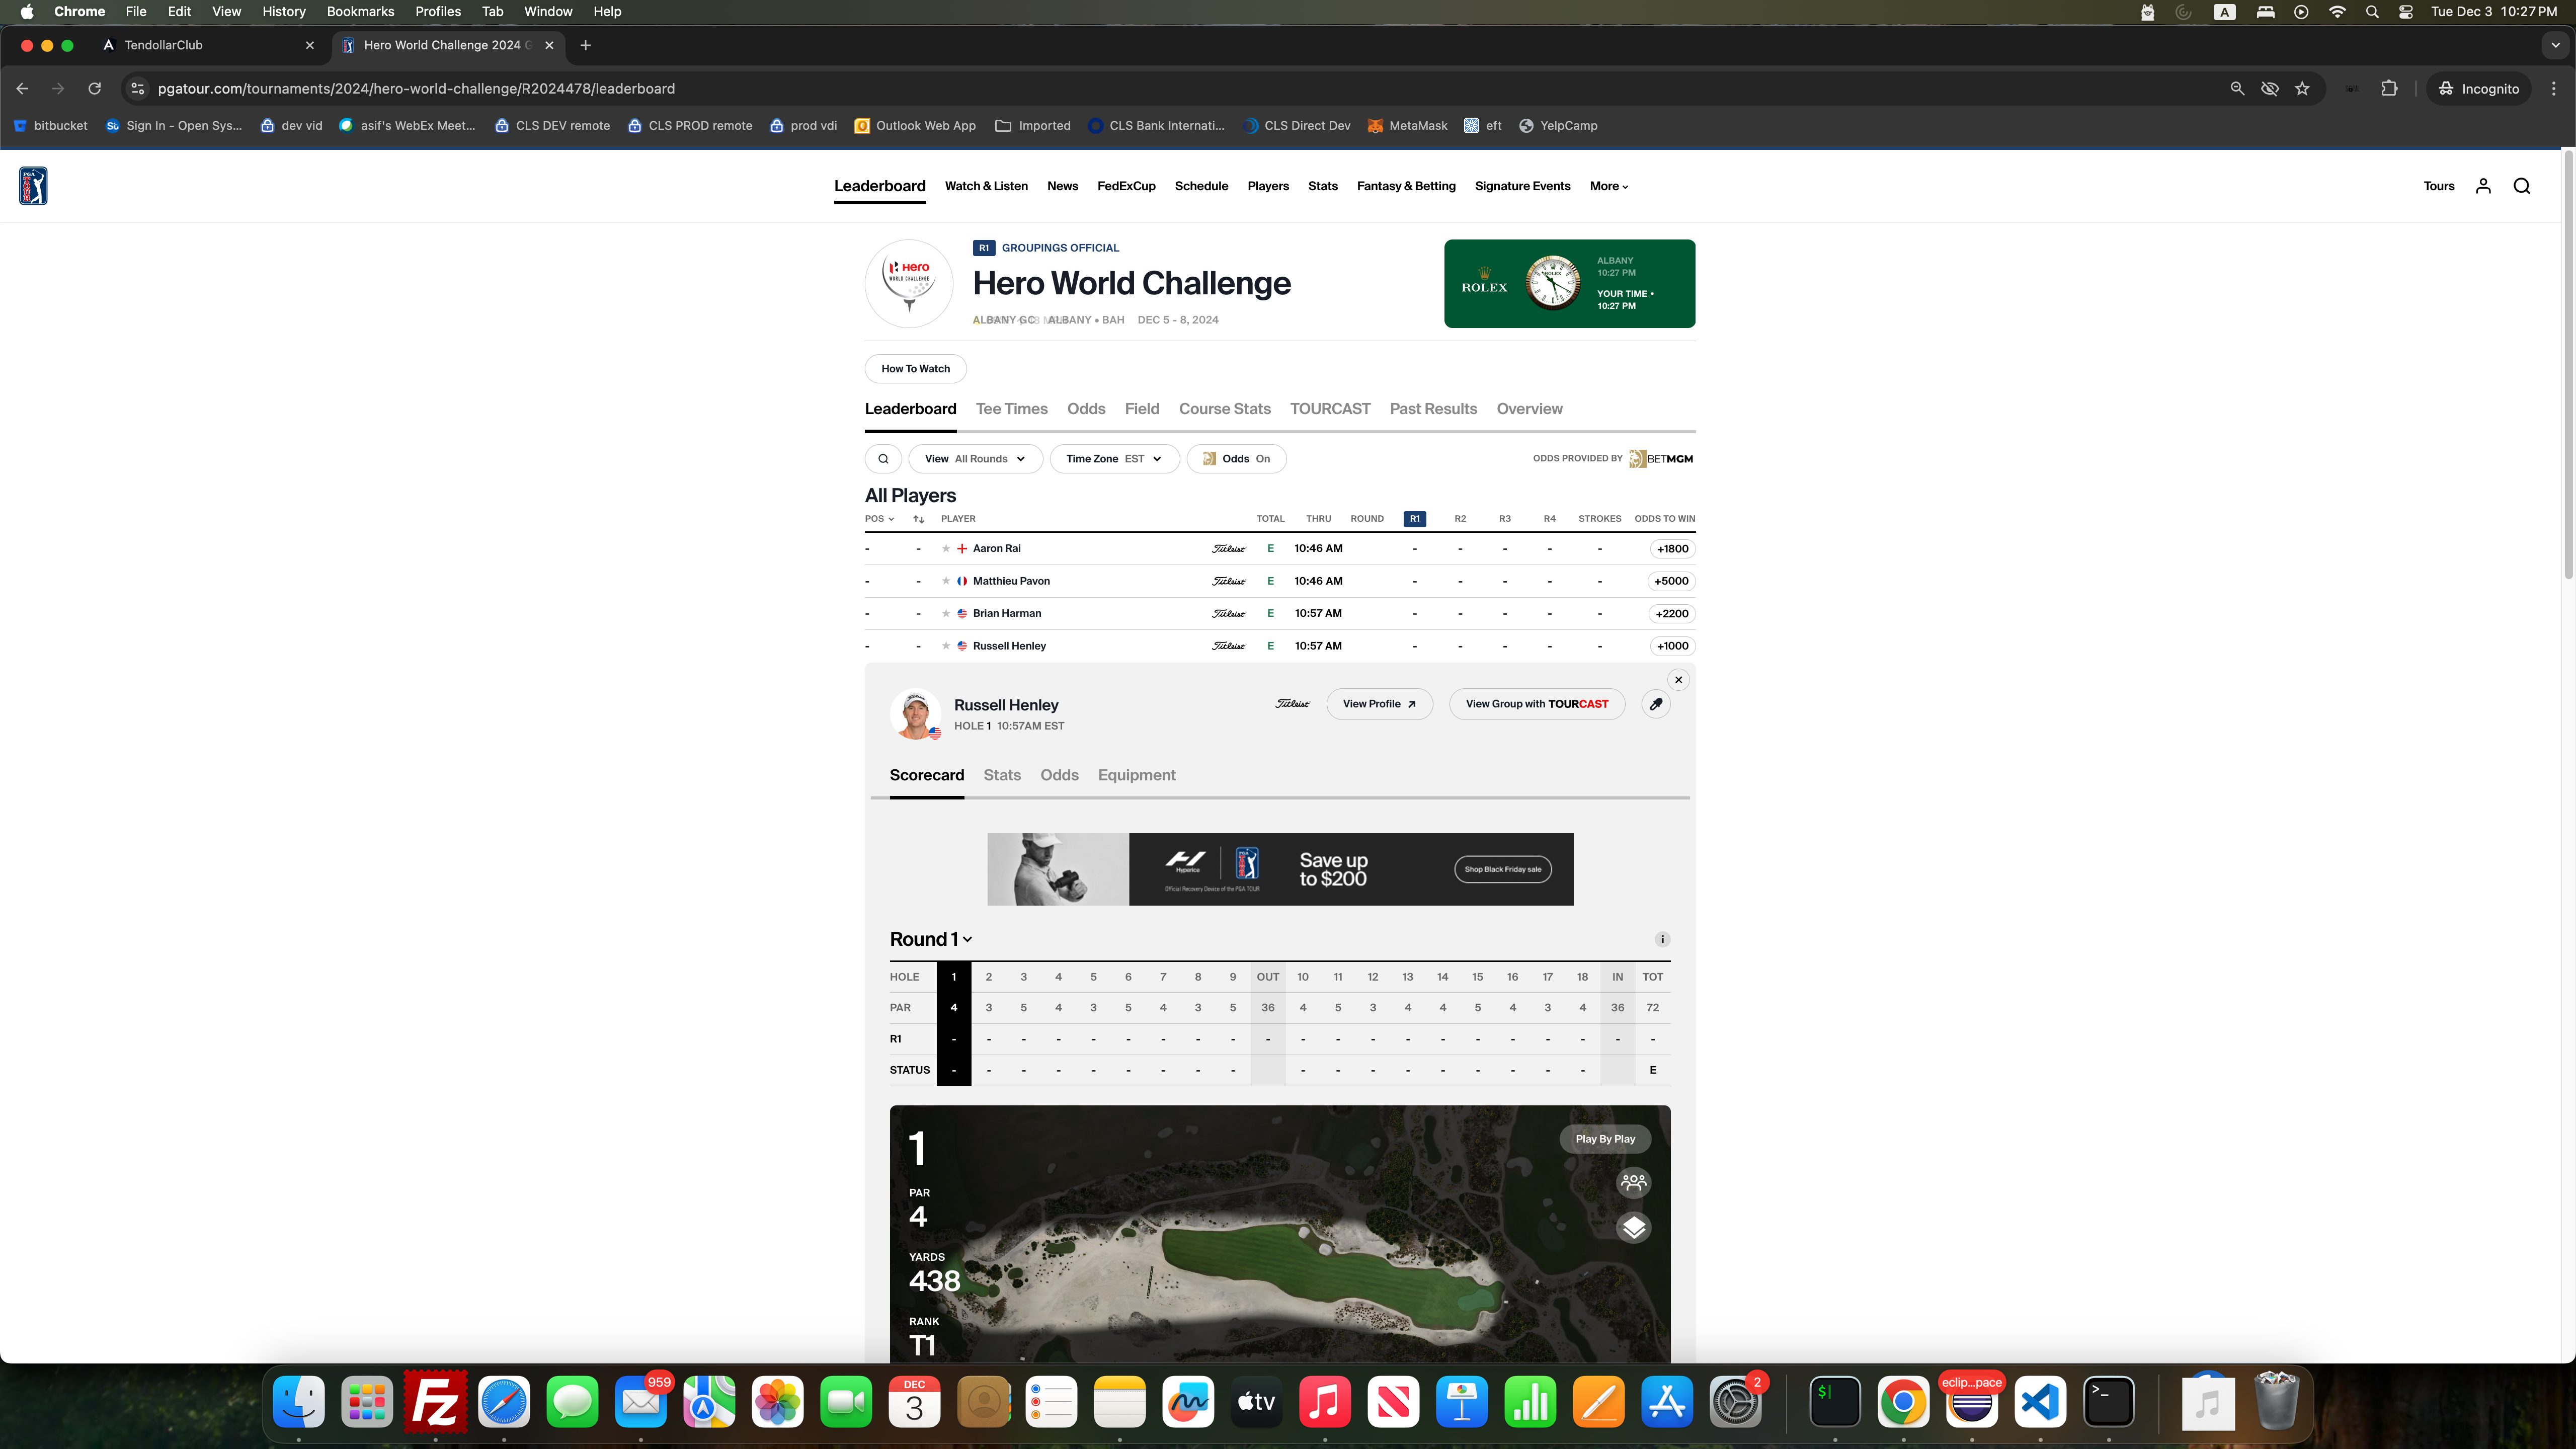 Chrome File Edit View History Bookmarks Profiles Tab Window Help
A Tue Dec 3 10:27 PM
TendollarClub
Hero World Challenge 2024
pgatour.com/tournaments/2024/hero-world-challenge/R2024478/leaderboard
Incognito
bitbucket Sign In - Open Sys... dev vid asif's WebEx Meet... CLS DEV remote CLS PROD remote prod vdi Outlook Web App Imported CLS Bank Internati... CLS Direct Dev MetaMask eft YelpCamp
Leaderboard Watch & Listen News FedExCup Schedule Players Stats Fantasy & Betting Signature Events More
Tours
R1 GROUPINGS OFFICIAL
Hero World Challenge
ALBANY GC ALBANY • BAH DEC 5 - 8, 2024
Hero
WORLD CHALLENGE
ROLEX
ALBANY
10:27 PM
YOUR TIME •
10:27 PM
How To Watch
Leaderboard Tee Times Odds Field Course Stats TOURCAST Past Results Overview
View All Rounds Time Zone EST Odds On
ODDS PROVIDED BY BETMGM
All Players
POS PLAYER TOTAL THRU ROUND R1 R2 R3 R4 STROKES ODDS TO WIN
- - Aaron Rai Titleist E 10:46 AM - - - - - +1800
- - Matthieu Pavon Titleist E 10:46 AM - - - - - +5000
- - Brian Harman Titleist E 10:57 AM - - - - - +2200
- - Russell Henley Titleist E 10:57 AM - - - - - +1000
Russell Henley
HOLE 1 10:57AM EST
Titleist View Profile View Group with TOURCAST
Scorecard Stats Odds Equipment
Hyperice
Official Recovery Device of the PGA TOUR
Save up
to $200
Shop Black Friday sale
Round 1
HOLE 1 2 3 4 5 6 7 8 9 OUT 10 11 12 13 14 15 16 17 18 IN TOT
PAR 4 3 5 4 3 5 4 3 5 36 4 5 3 4 4 5 4 3 4 36 72
R1 - - - - - - - - - - - - - - - - - - - - -
STATUS - - - - - - - - - - - - - - - - - - E
1
Play By Play
PAR
4
YARDS
438
RANK
T1
959
DEC
3
tv
2
eclip...pace